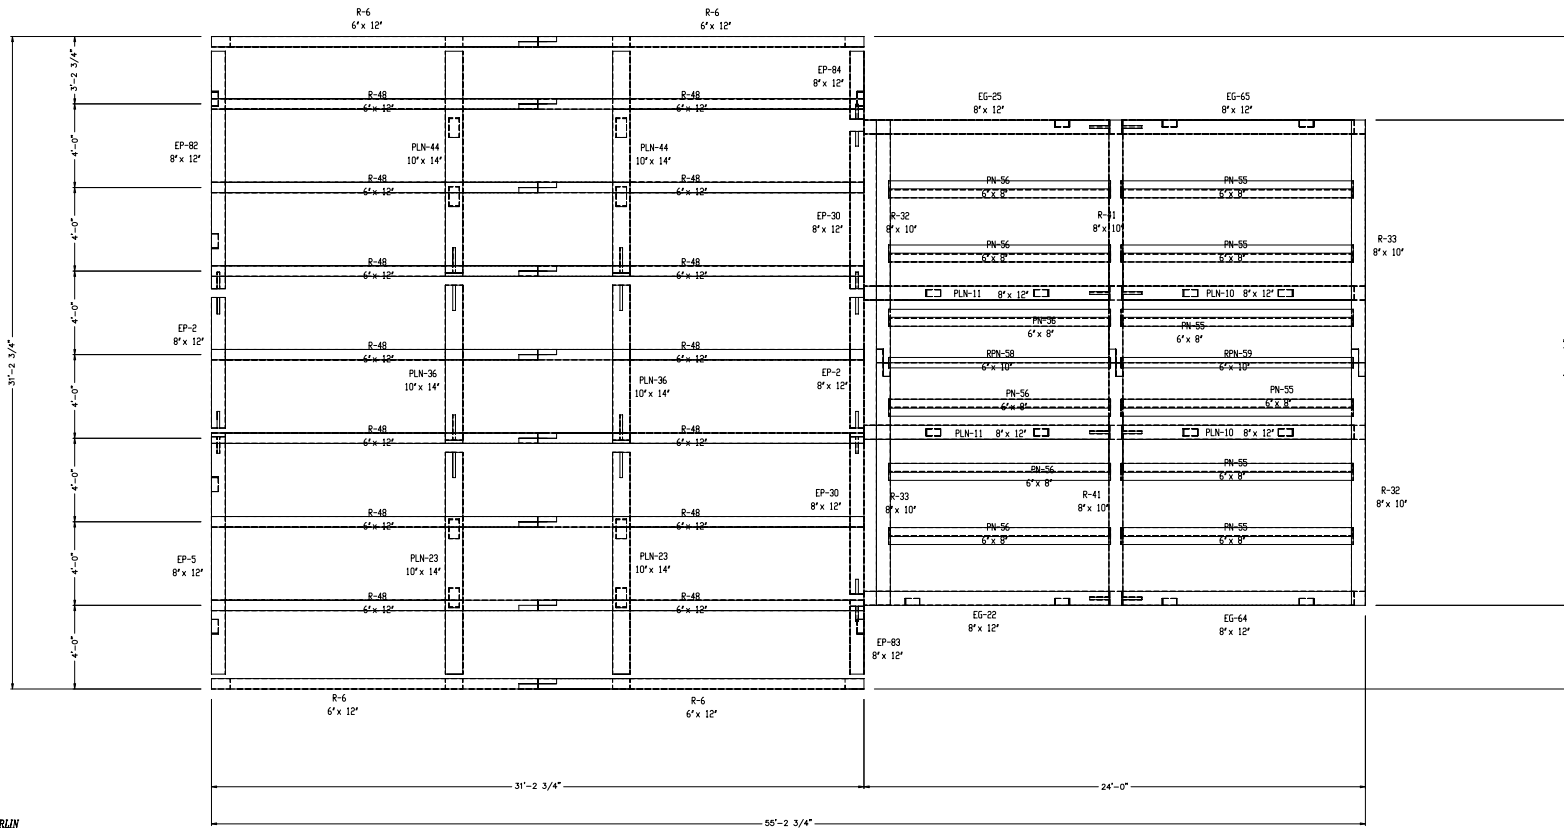 R-6
6"x 12"
R-6
6"x 12"
3'-2 3/4"
EP-84
8"x 12"
R-48
6"x 12"
R-48
6"x 12"
EG-25
8"x 12"
EG-65
8"x 12"
4'-0"
EP-82
8"x 12"
PLN-44
10"x 14"
PLN-44
10"x 14"
R-48
6"x 12"
R-48
6"x 12"
PN-56
6"x 8"
PN-55
6"x 8"
4'-0"
EP-30
8"x 12"
R-32
8"x 10"
R-41
8"x 10"
R-33
8"x 10"
PN-56
6"x 8"
PN-55
6"x 8"
R-48
6"x 12"
R-48
6"x 12"
PLN-11 8"x 12"
PLN-10 8"x 12"
4'-0"
EP-2
8"x 12"
PN-56
6"x 8"
PN-55
6"x 8"
31'-2 3/4"
R-48
6"x 12"
R-48
6"x 12"
RPN-58
6"x 10"
RPN-59
6"x 10"
4'-0"
PLN-36
10"x 14"
PLN-36
10"x 14"
EP-2
8"x 12"
PN-56
6"x 8"
PN-55
6"x 8"
R-48
6"x 12"
R-48
6"x 12"
PLN-11 8"x 12"
PLN-10 8"x 12"
4'-0"
PN-56
6"x 8"
PN-55
6"x 8"
EP-30
8"x 12"
R-33
8"x 10"
R-41
8"x 10"
R-32
8"x 10"
R-48
6"x 12"
R-48
6"x 12"
PN-56
6"x 8"
PN-55
6"x 8"
4'-0"
EP-5
8"x 12"
PLN-23
10"x 14"
PLN-23
10"x 14"
R-48
6"x 12"
R-48
6"x 12"
EG-22
8"x 12"
EG-64
8"x 12"
4'-0"
EP-83
8"x 12"
R-6
6"x 12"
R-6
6"x 12"
31'-2 3/4"
24'-0"
55'-2 3/4"
RLIN